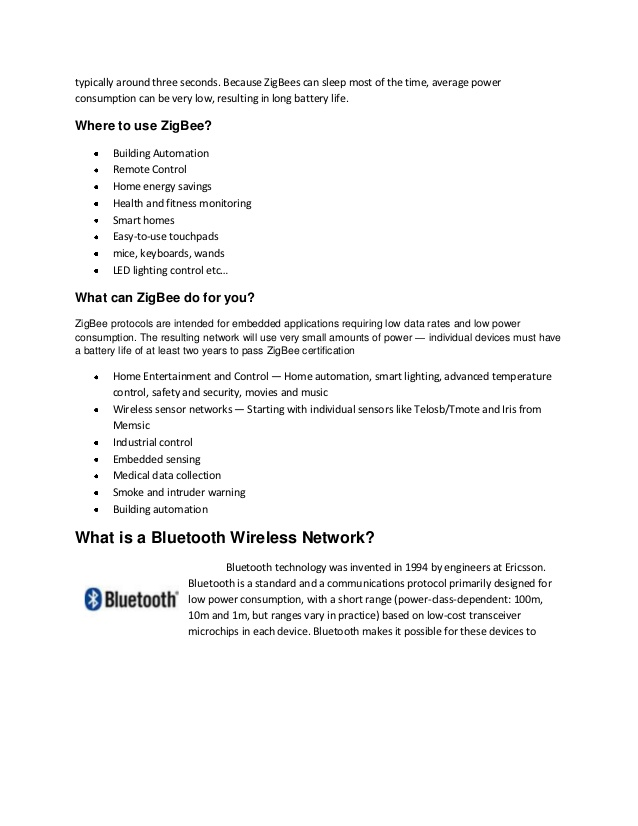 typically around three seconds. Because ZigBees can sleep most of the time, average power
consumption can be very low, resulting in long battery life.
Where to use ZigBee?
• Building Automation
• Remote Control
• Home energy savings
• Health and fitness monitoring
• Smart homes
• Easy-to-use touchpads
• mice, keyboards, wands
• LED lighting control etc...
What can ZigBee do for you?
ZigBee protocols are intended for embedded applications requiring low data rates and low power
consumption. The resulting network will use very small amounts of power — individual devices must have
a battery life of at least two years to pass ZigBee certification
• Home Entertainment and Control — Home automation, smart lighting, advanced temperature
control, safety and security, movies and music
• Wireless sensor networks — Starting with individual sensors like Telosb/Tmote and Iris from
Memsic
• Industrial control
• Embedded sensing
• Medical data collection
• Smoke and intruder warning
• Building automation
What is a Bluetooth Wireless Network?
Bluetooth technology was invented in 1994 by engineers at Ericsson.
Bluetooth is a standard and a communications protocol primarily designed for
Bluetooth®
low power consumption, with a short range (power-class-dependent: 100m,
10m and 1m, but ranges vary in practice) based on low-cost transceiver
microchips in each device. Bluetooth makes it possible for these devices to